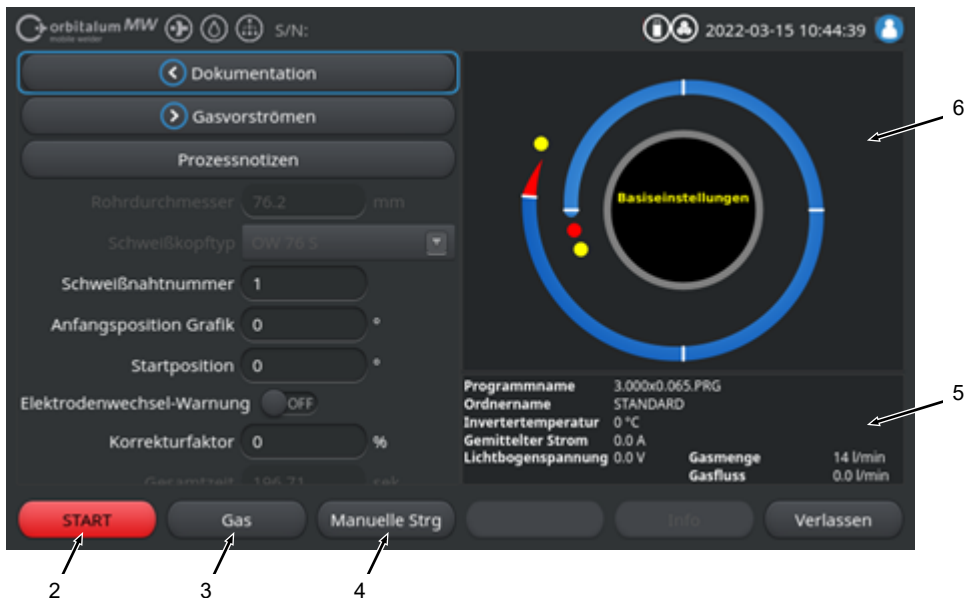 orbitalum MW S/N: 2022-03-15 10:44:39
mobile welder
Dokumentation
Gasvorströmen
Prozessnotizen
Rohrdurchmesser 76.2 mm
Schweißkopftyp OW 76 S
Schweißnahtnummer 1
Anfangsposition Grafik 0 °
Startposition 0 °
Elektrodenwechsel-Warnung OFF
Korrekturfaktor 0 %
Gesamtzeit 196.71 sek
Basiseinstellungen
Programmname 3.000x0.065.PRG
Ordnername STANDARD
Invertertemperatur 0 °C
Gemittelter Strom 0.0 A
Lichtbogenspannung 0.0 V Gasmenge 14 l/min
Gasfluss 0.0 l/min
START Gas Manuelle Strg Info Verlassen
6
5
2 3 4